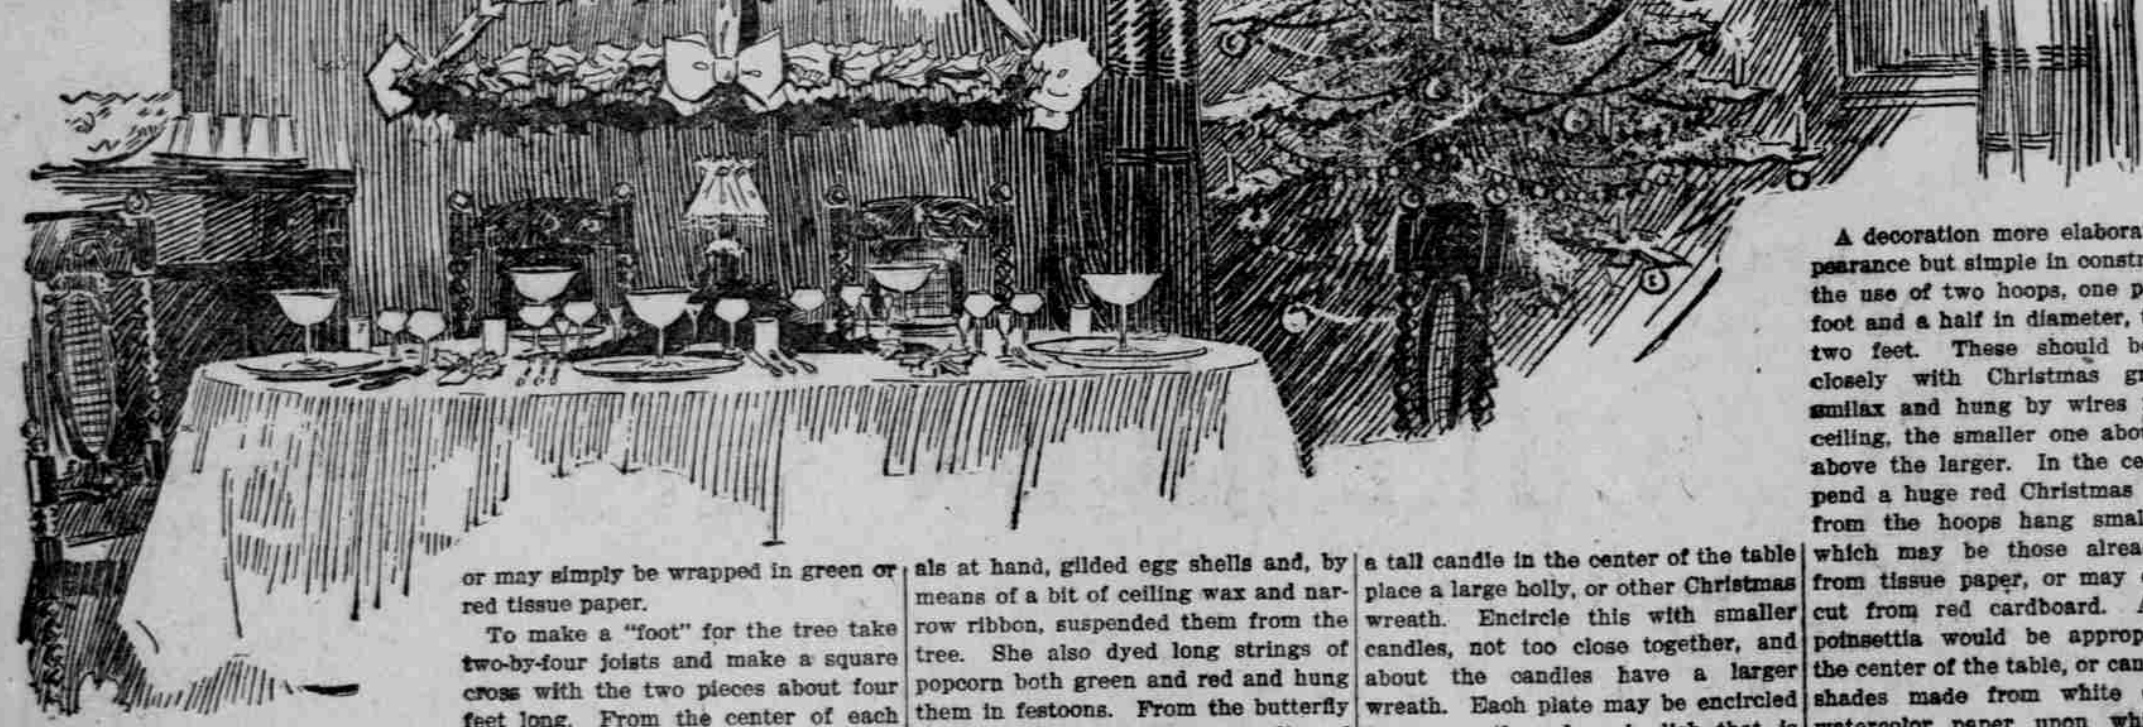 or may simply be wrapped in green or
red tissue paper.
To make a "foot" for the tree take
two-by-four joists and make a square
cross with the two pieces about four
feet long. From the center of each
als at hand, gilded egg shells and, by
means of a bit of ceiling wax and nar-
row ribbon, suspended them from the
tree. She also dyed long strings of
popcorn both green and red and hung
them in festoons. From the butterfly
a tall candle in the center of the table
place a large holly, or other Christmas
wreath. Encircle this with smaller
candles, not too close together, and
about the candles have a larger
wreath. Each plate may be encircled
A decoration more elabora
pearance but simple in constr
the use of two hoops, one p
foot and a half in diameter,
two feet. These should b
closely with Christmas gr
smilax and hung by wires
ceiling, the smaller one abo
above the larger. In the ce
pend a huge red Christmas
from the hoops hang smal
which may be those alrea
from tissue paper, or may
cut from red cardboard.
poinsettia would be approp
the center of the table, or can
shades made from white
watercolor paper upon wh